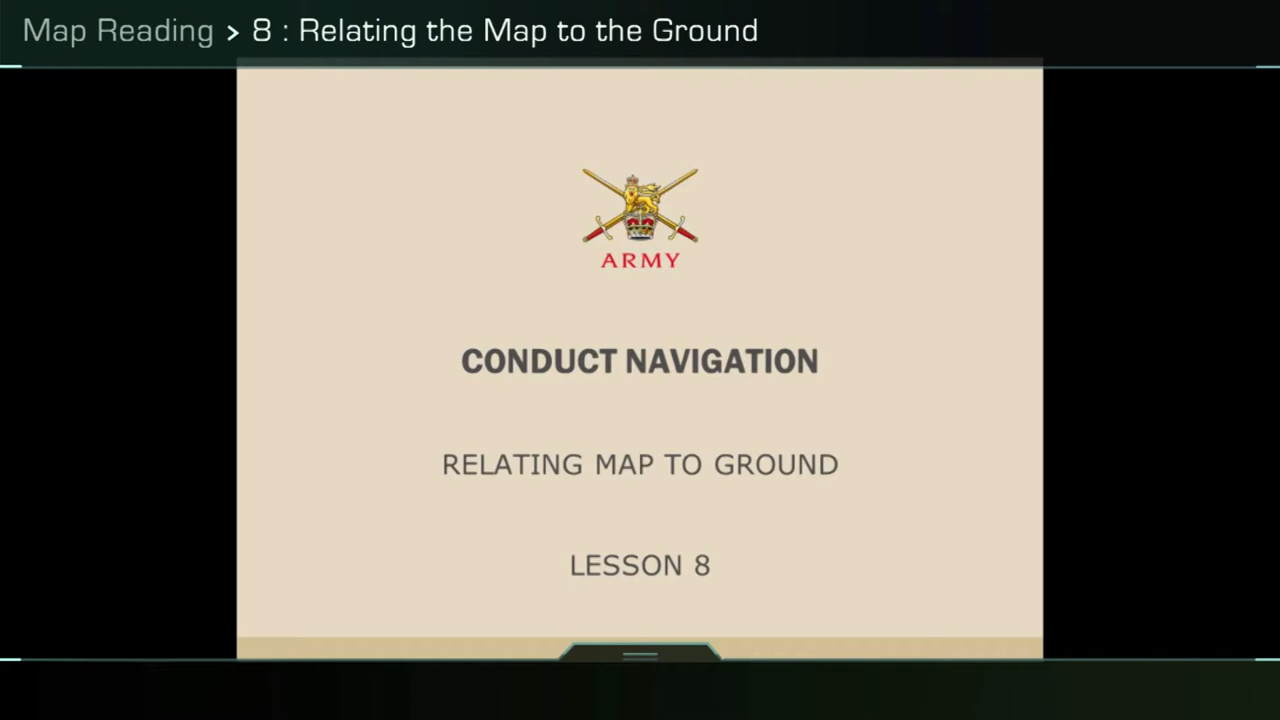 Map Reading > 8 : Relating the Map to the Ground
ARMY
CONDUCT NAVIGATION
RELATING MAP TO GROUND
LESSON 8